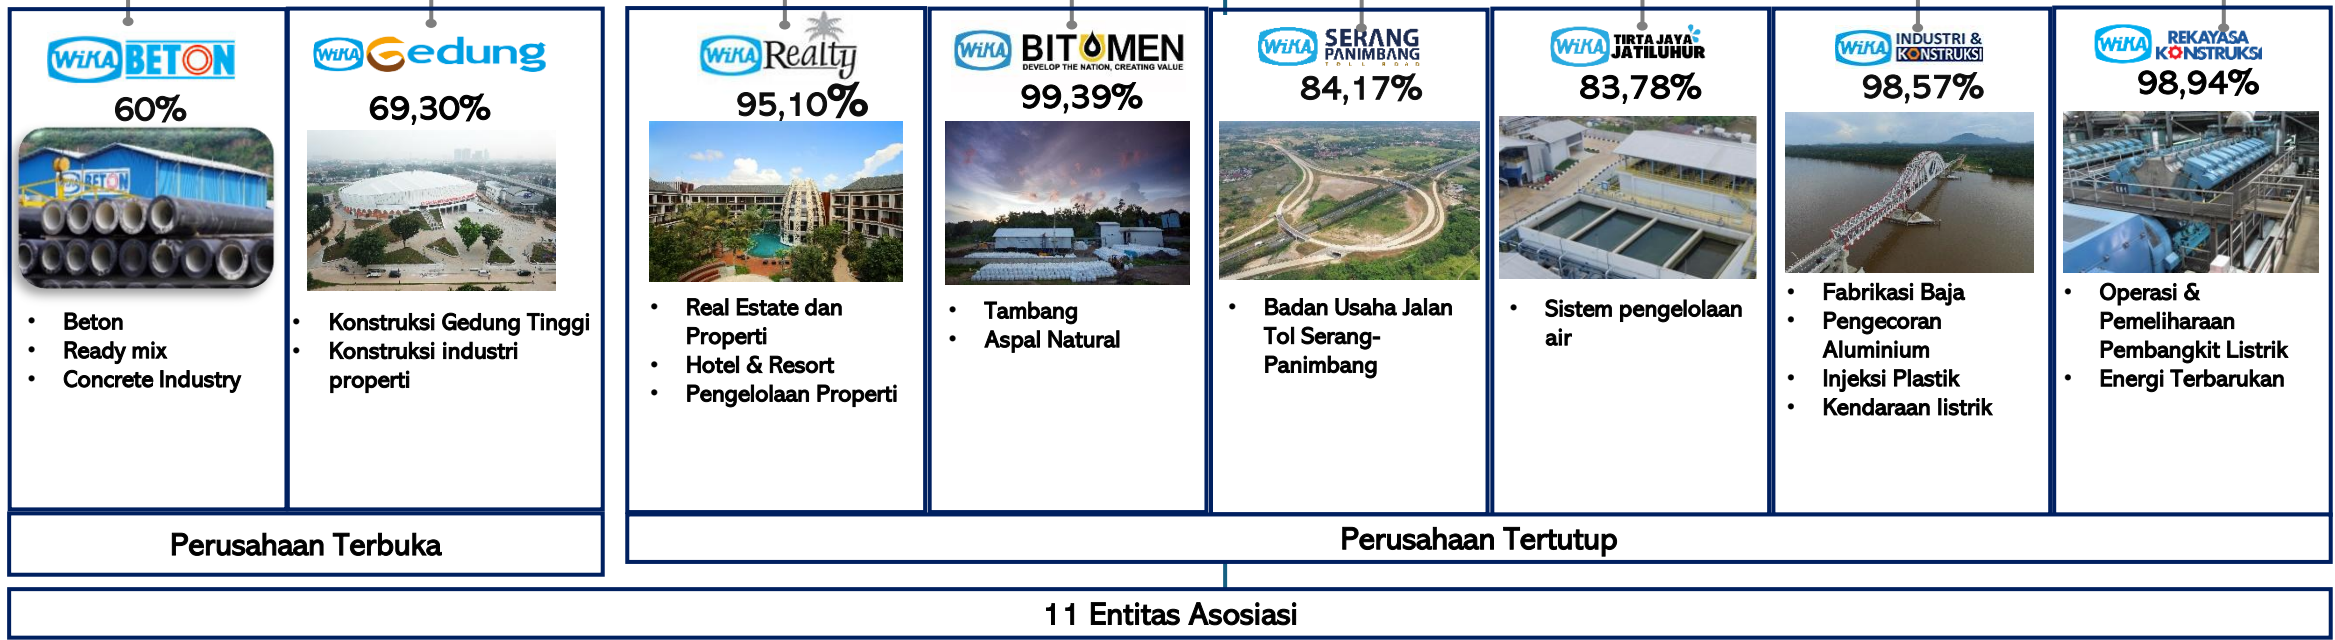 WIKA BETON
60%
WIKA BETON
Beton
Ready mix
Concrete Industry
WIKA Gedung
69,30%
Konstruksi Gedung Tinggi
Konstruksi industri
properti
Perusahaan Terbuka
WIKA Realty
95,10%
Real Estate dan
Properti
Hotel & Resort
Pengelolaan Properti
WIKA BITUMEN
DEVELOP THE NATION, CREATING VALUE
99,39%
Tambang
Aspal Natural
WIKA SERANG
PANIMBANG
TOLL ROAD
84,17%
Badan Usaha Jalan
Tol Serang-
Panimbang
WIKA TIRTA JAYA
JATILUHUR
83,78%
Sistem pengelolaan
air
WIKA INDUSTRI &
KONSTRUKSI
98,57%
Fabrikasi Baja
Pengecoran
Aluminium
Injeksi Plastik
Kendaraan listrik
WIKA REKAYASA
KONSTRUKSI
98,94%
Operasi &
Pemeliharaan
Pembangkit Listrik
Energi Terbarukan
Perusahaan Tertutup
11 Entitas Asosiasi